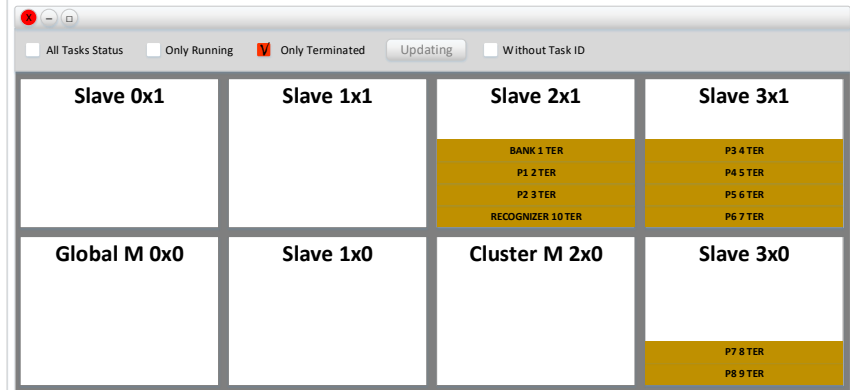 X
All Tasks Status Only Running V Only Terminated Updating Without Task ID
Slave 0x1 Slave 1x1 Slave 2x1 Slave 3x1
BANK 1 TER P3 4 TER
P1 2 TER P4 5 TER
P2 3 TER P5 6 TER
RECOGNIZER 10 TER P6 7 TER
Global M 0x0 Slave 1x0 Cluster M 2x0 Slave 3x0
P7 8 TER
P8 9 TER